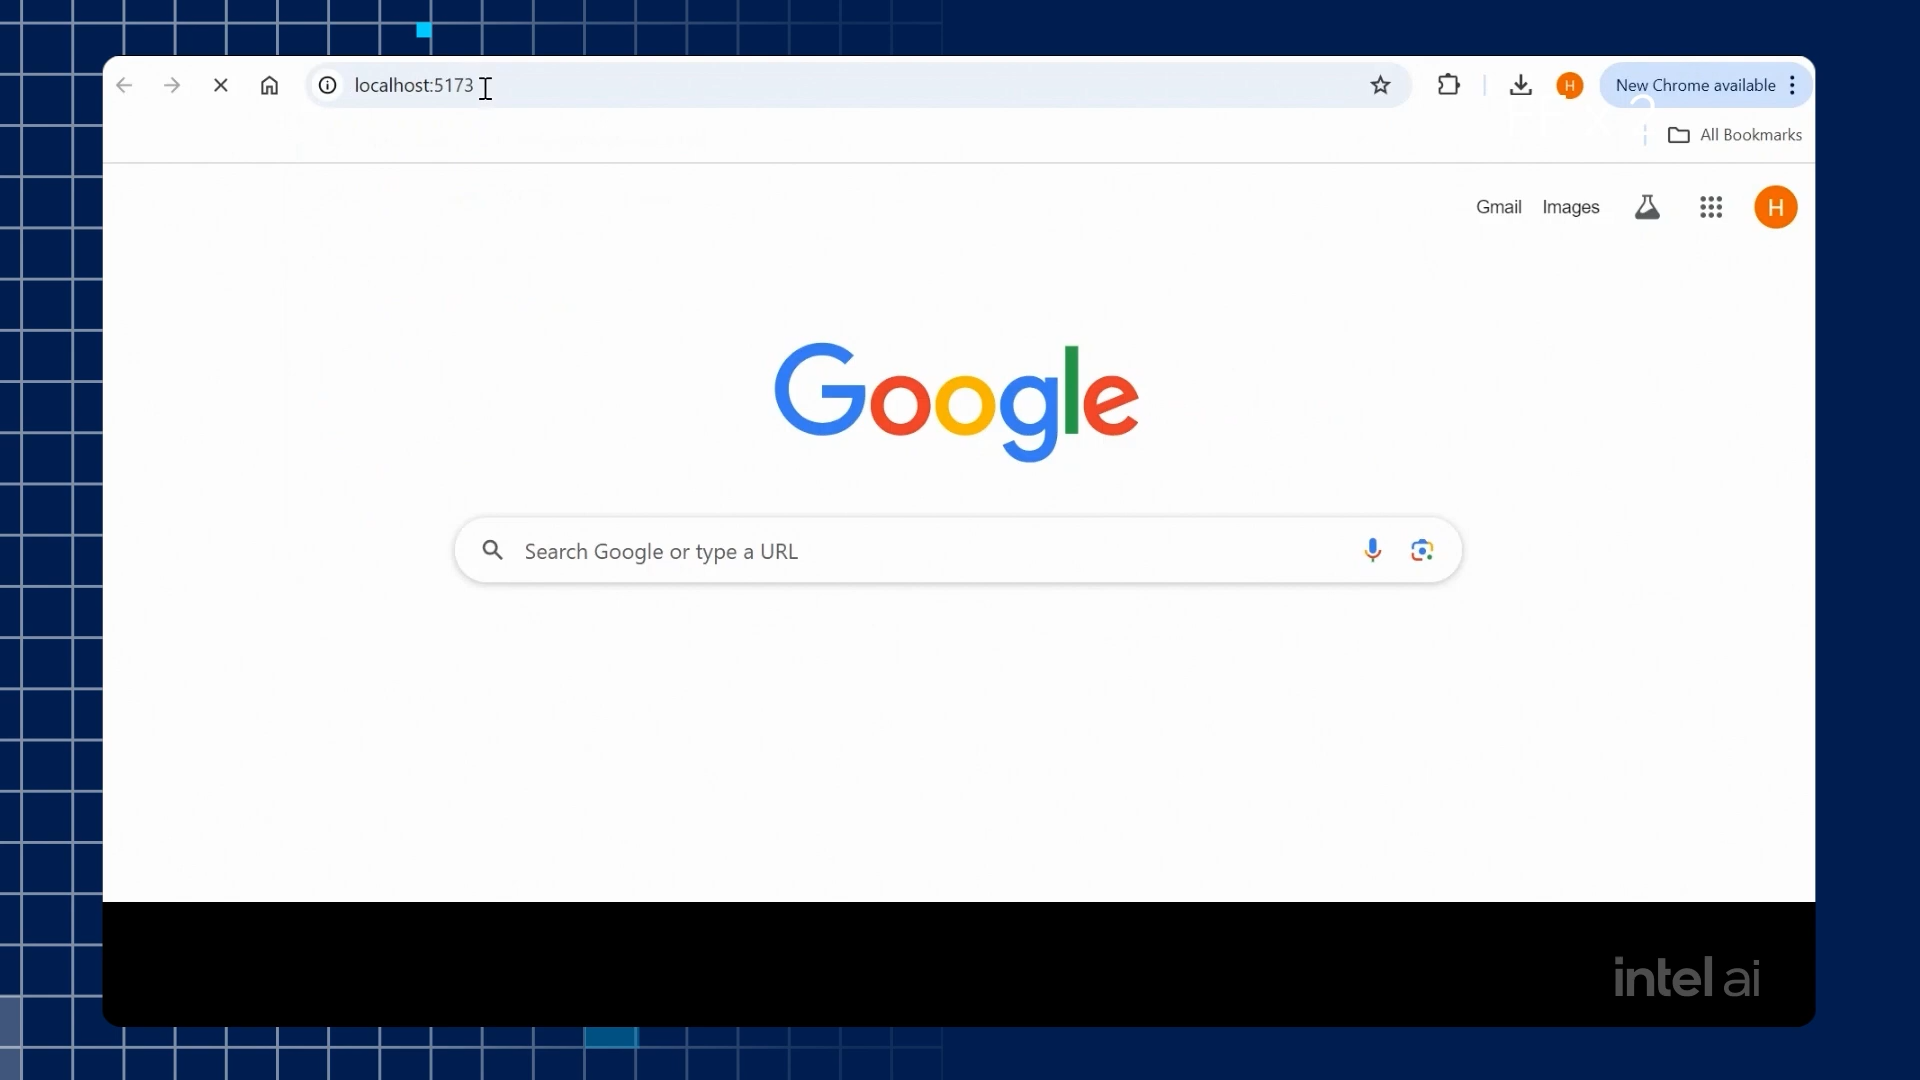 localhost:5173
New Chrome available
All Bookmarks
Gmail
Images
H
H
Google
Search Google or type a URL
intel ai